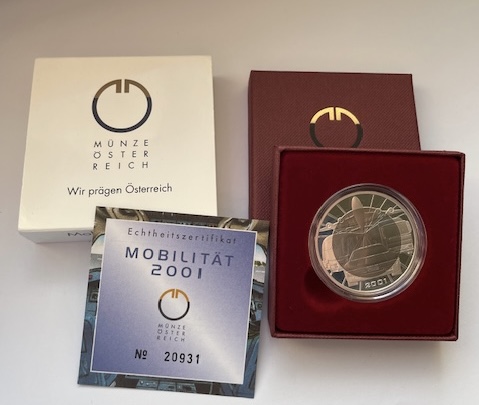 MÜNZE
ÖSTER
REICH
Wir prägen Österreich
Echtheitszertifikat
MOBILITÄT
2001
MÜNZE
ÖSTER
REICH
№ 20931
2001